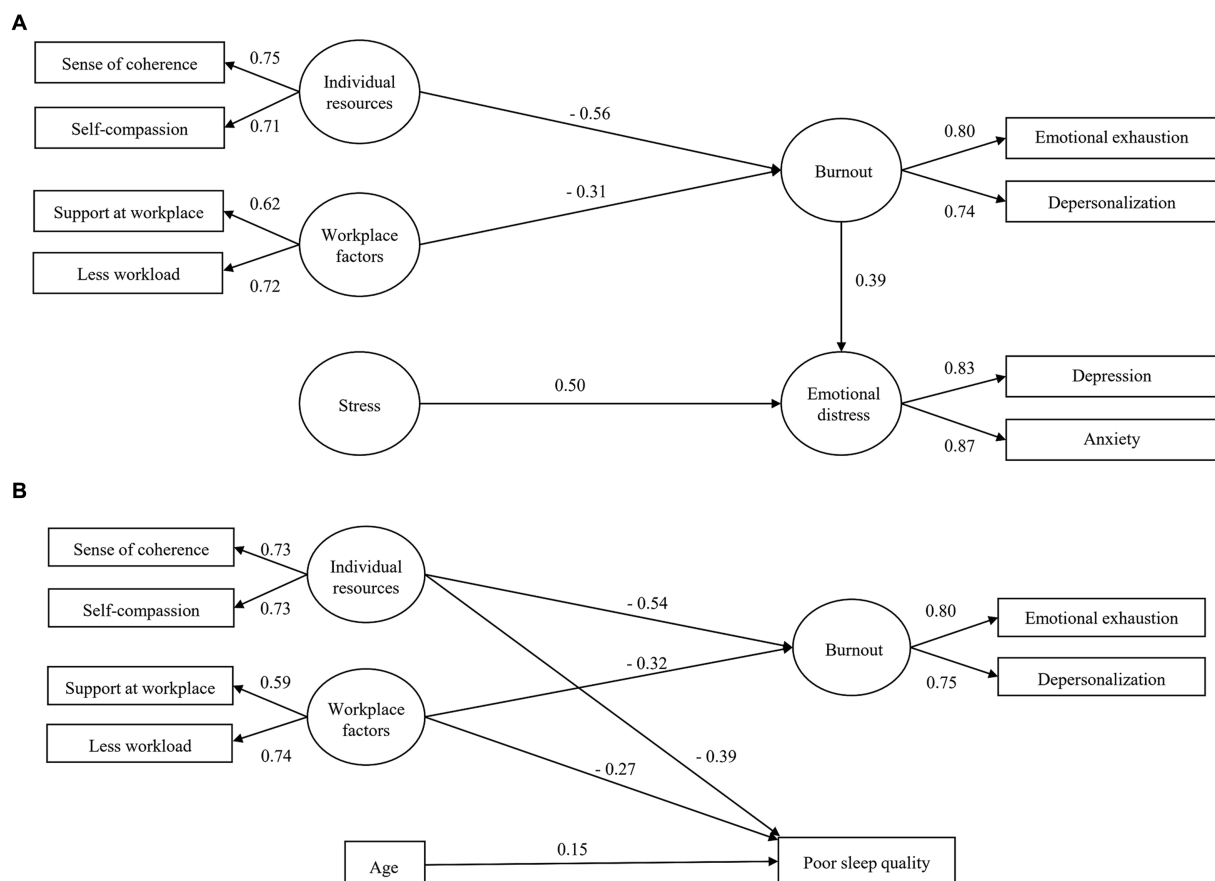 A
Sense of coherence
0.75
Individual
resources
Self-compassion
0.71
- 0.56
Support at workplace
0.62
Workplace
factors
Less workload
0.72
- 0.31
Burnout
0.80
Emotional exhaustion
0.74
Depersonalization
0.39
Stress
0.50
Emotional
distress
0.83
Depression
0.87
Anxiety
B
Sense of coherence
0.73
Individual
resources
Self-compassion
0.73
- 0.54
Support at workplace
0.59
Workplace
factors
Less workload
0.74
- 0.32
Burnout
0.80
Emotional exhaustion
0.75
Depersonalization
- 0.39
- 0.27
Age
0.15
Poor sleep quality